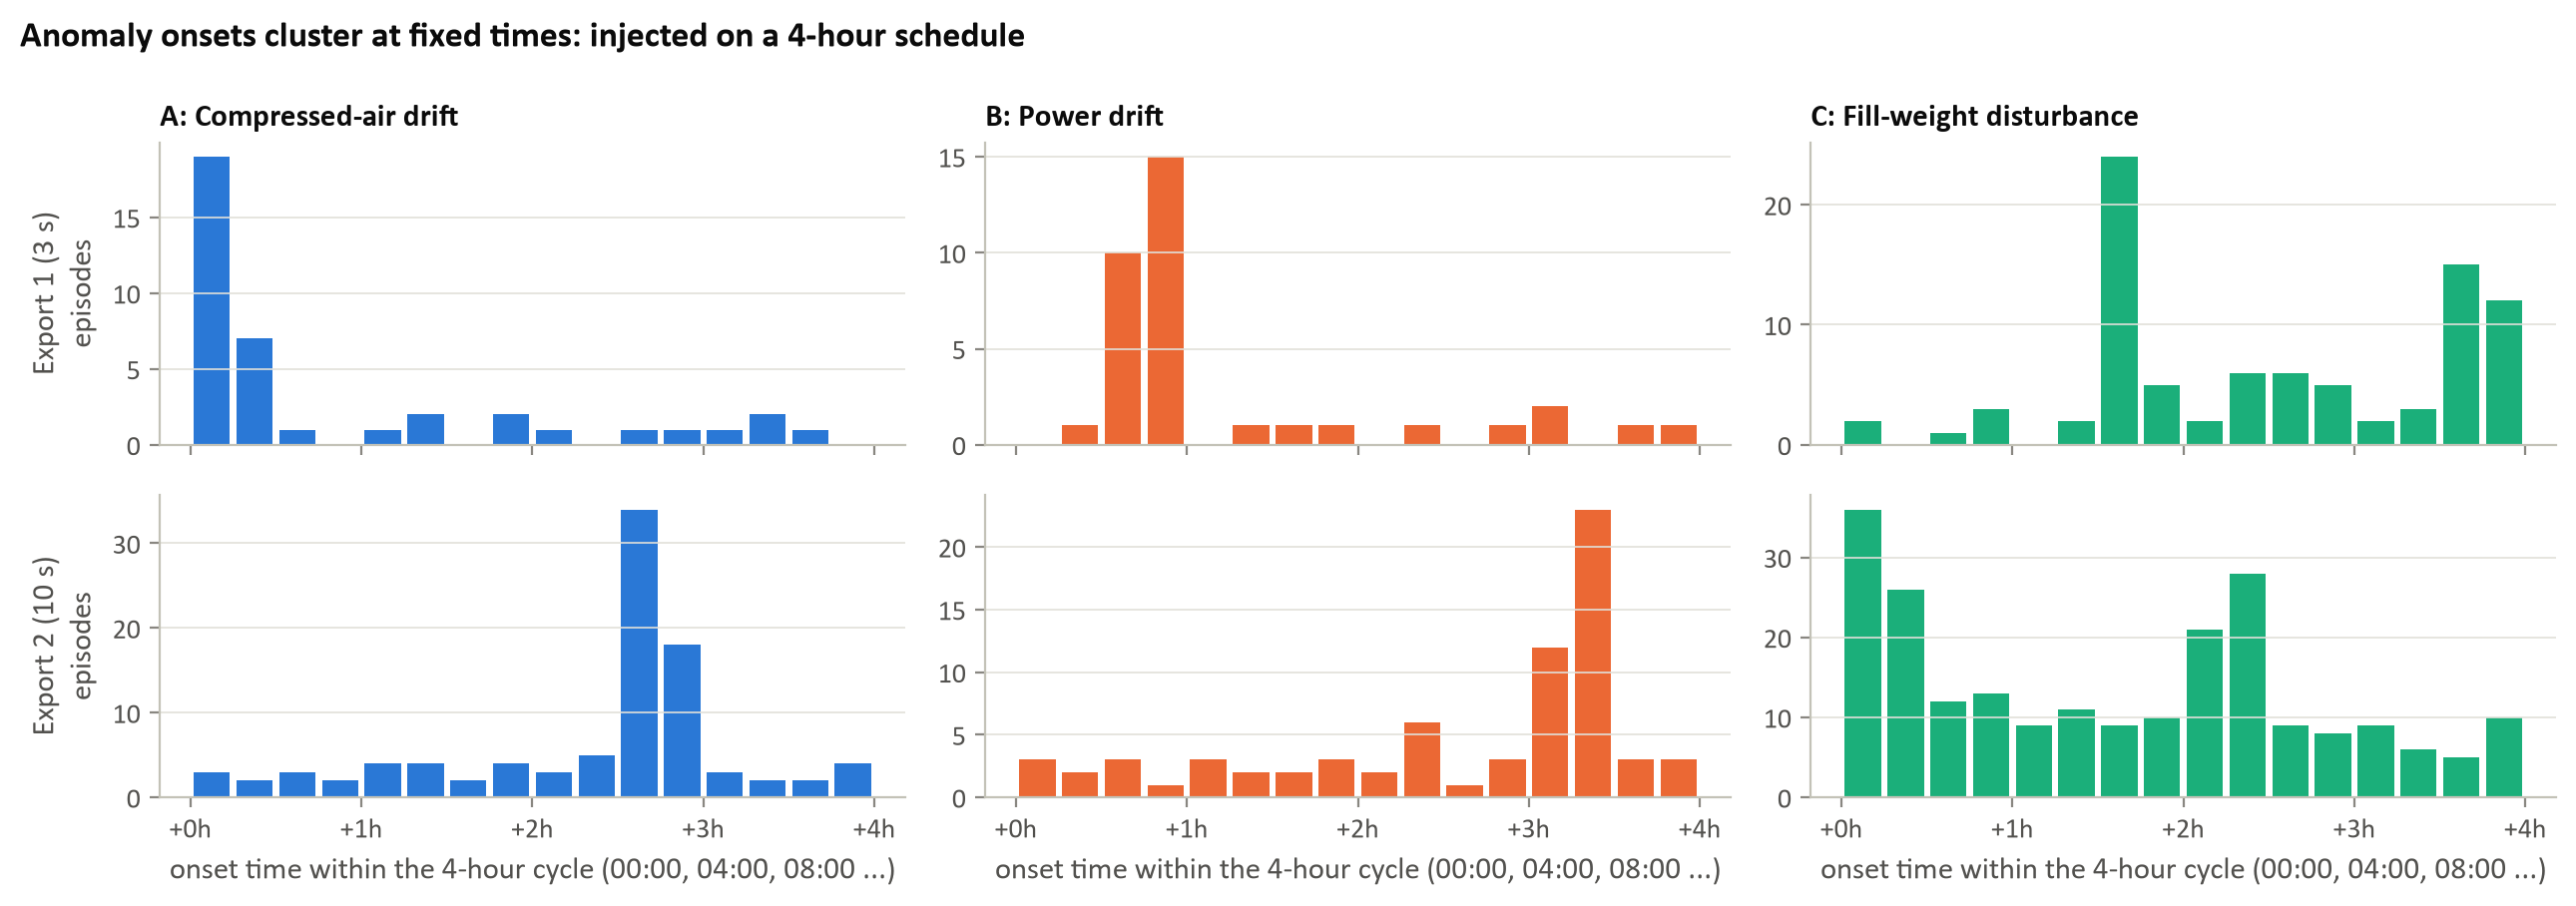 Anomaly onsets cluster at fixed times: injected on a 4-hour schedule
A: Compressed-air drift
B: Power drift
C: Fill-weight disturbance
Export 1 (3 s)
episodes
15
10
5
0
15
10
5
0
20
10
0
Export 2 (10 s)
episodes
30
20
10
0
20
15
10
5
0
30
20
10
0
+0h +1h +2h +3h +4h
+0h +1h +2h +3h +4h
+0h +1h +2h +3h +4h
onset time within the 4-hour cycle (00:00, 04:00, 08:00 ...)
onset time within the 4-hour cycle (00:00, 04:00, 08:00 ...)
onset time within the 4-hour cycle (00:00, 04:00, 08:00 ...)